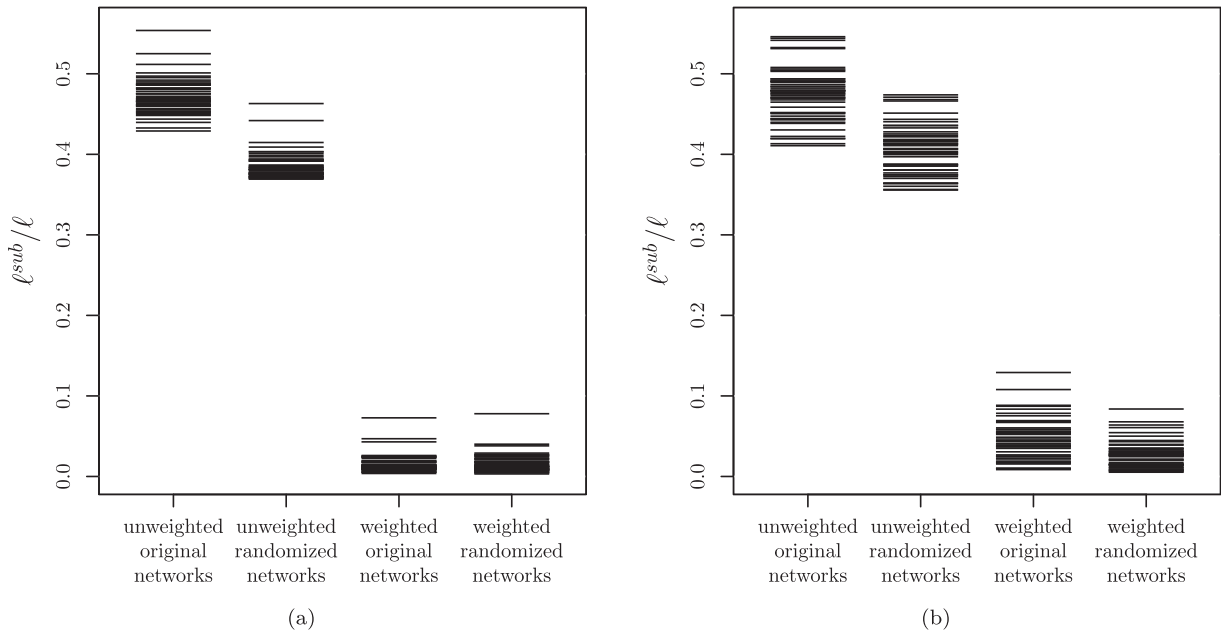 ℓ^{sub}/ℓ
0.5
0.4
0.3
0.2
0.1
0.0
unweighted original networks
unweighted randomized networks
weighted original networks
weighted randomized networks
(a)
ℓ^{sub}/ℓ
0.5
0.4
0.3
0.2
0.1
0.0
unweighted original networks
unweighted randomized networks
weighted original networks
weighted randomized networks
(b)